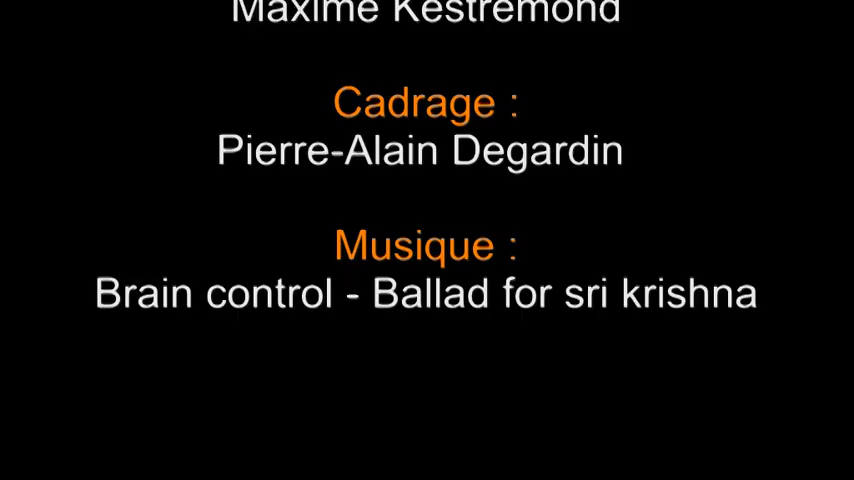 Maxime Kestremond
Cadrage :
Pierre-Alain Degardin
Musique :
Brain control - Ballad for sri krishna